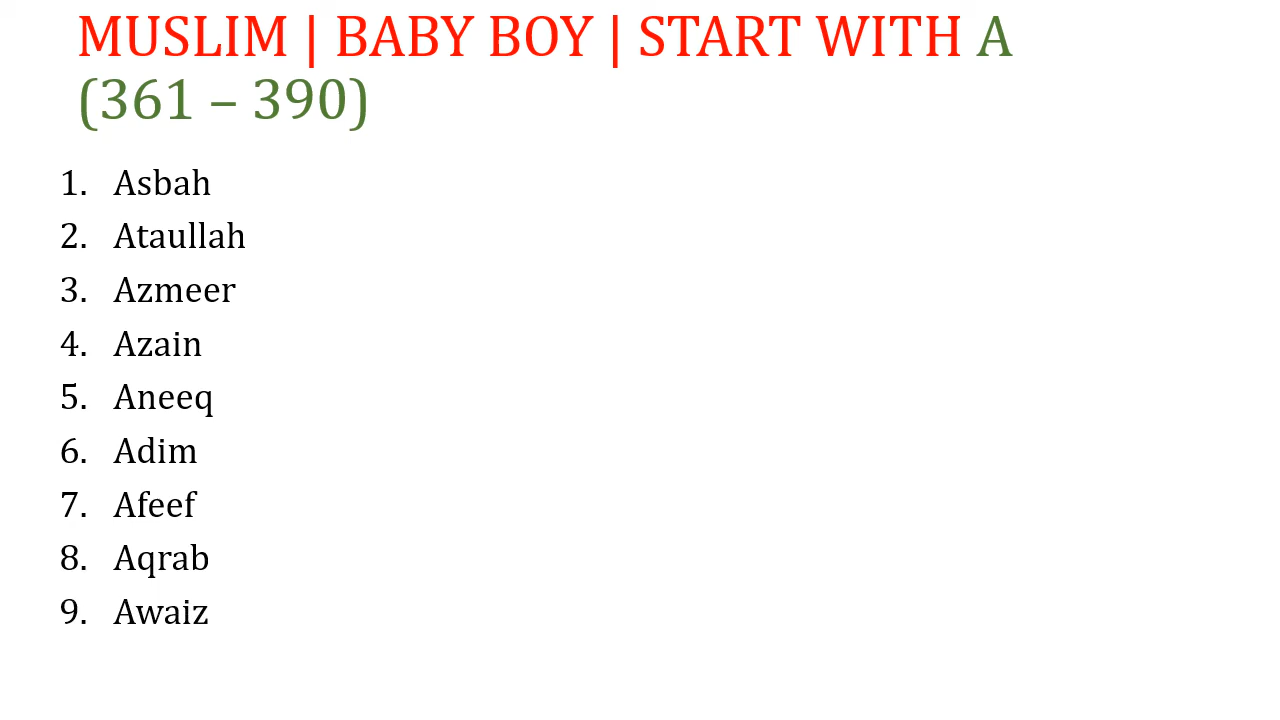 MUSLIM | BABY BOY | START WITH A
(361 – 390)
1. Asbah
2. Ataullah
3. Azmeer
4. Azain
5. Aneeq
6. Adim
7. Afeef
8. Aqrab
9. Awaiz